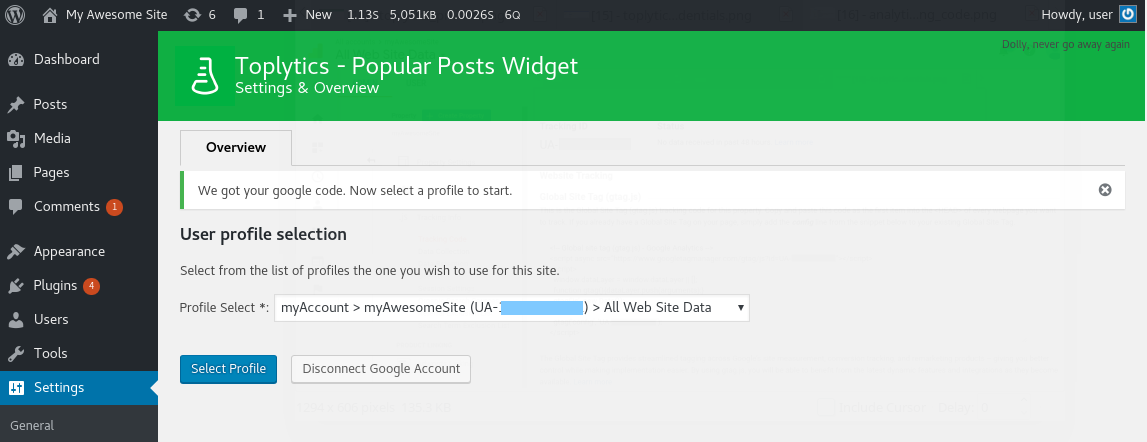 My Awesome Site 6 1 New 1.13S 5,051KB 0.0026S 6Q Howdy, user
Dolly, never go away again
Toplytics - Popular Posts Widget
Settings & Overview
Dashboard
Posts
Media
Pages
Comments 1
Appearance
Plugins 4
Users
Tools
Settings
General
Overview
We got your google code. Now select a profile to start.
User profile selection
Select from the list of profiles the one you wish to use for this site.
Profile Select *: myAccount > myAwesomeSite (UA- ) > All Web Site Data
Select Profile Disconnect Google Account